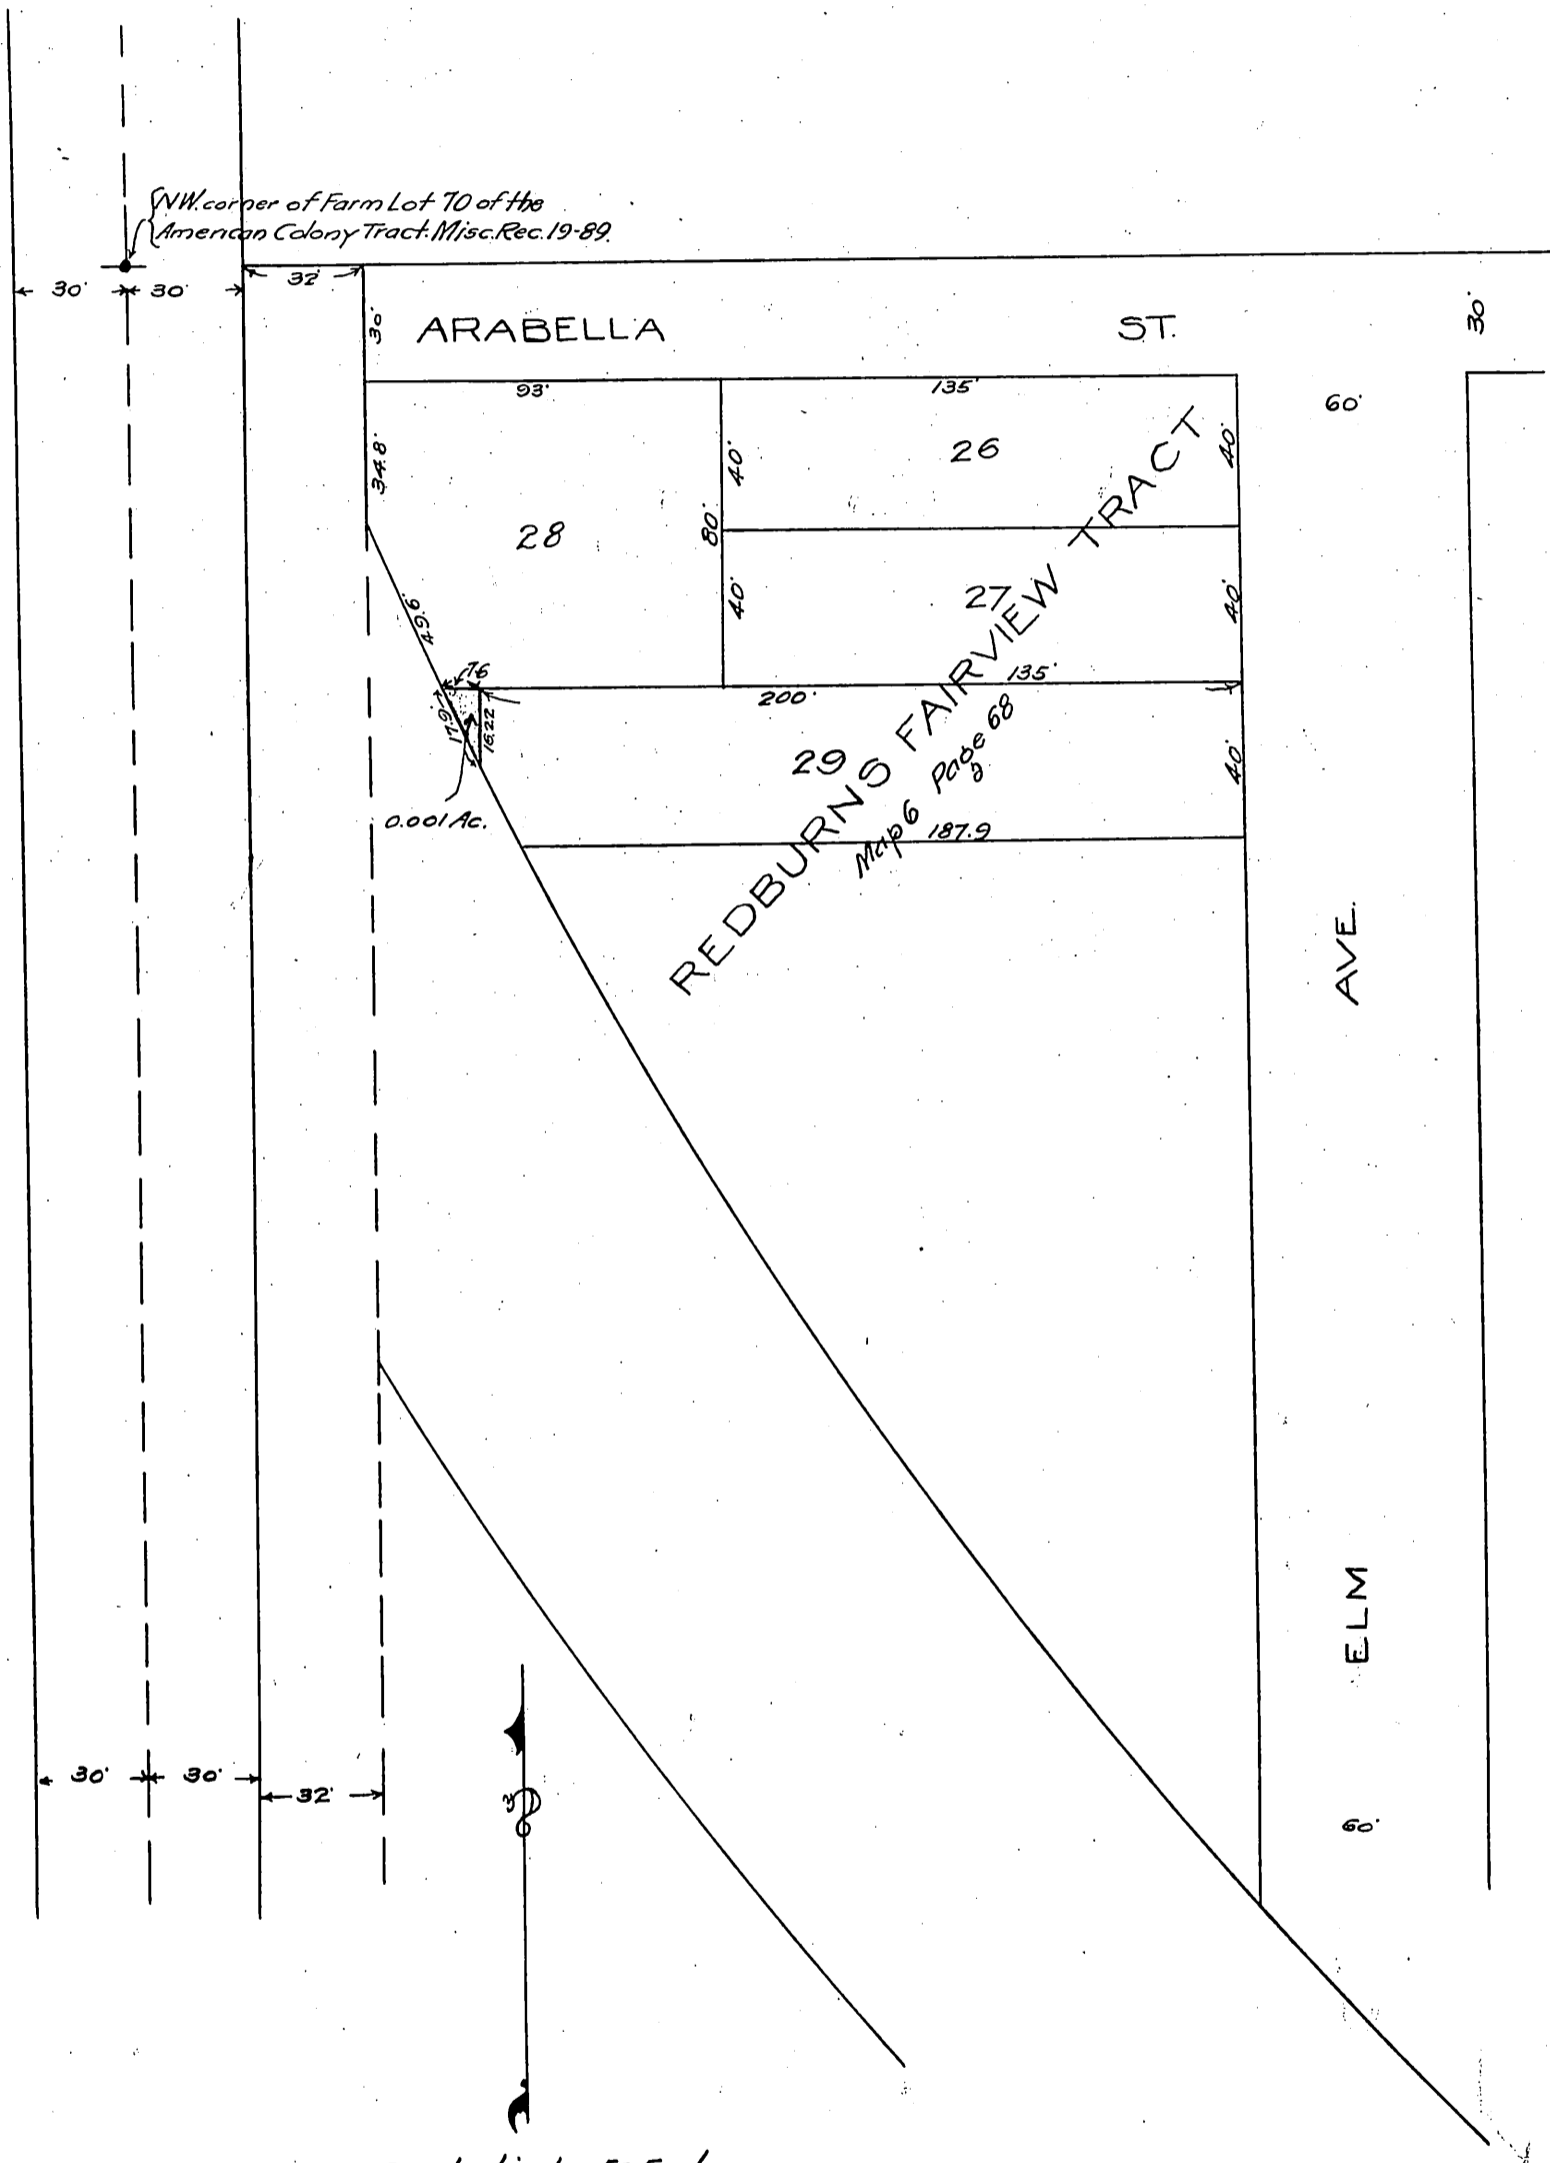 {NW. corner of Farm Lot 70 of the
American Colony Tract. Misc. Rec. 19-89.
30' 30' 32'
30'
ARABELLA ST.
30'
93' 135'
60'
34.8'
40'
26
40'
28
80'
49.6'
40'
27
40'
7.6
135'
200'
17.9'
16.22
29
40'
0.001 Ac.
187.9
REDBURNS FAIRVIEW TRACT
Map 6 Page 68
ELM AVE.
30' 30' 32'
60'